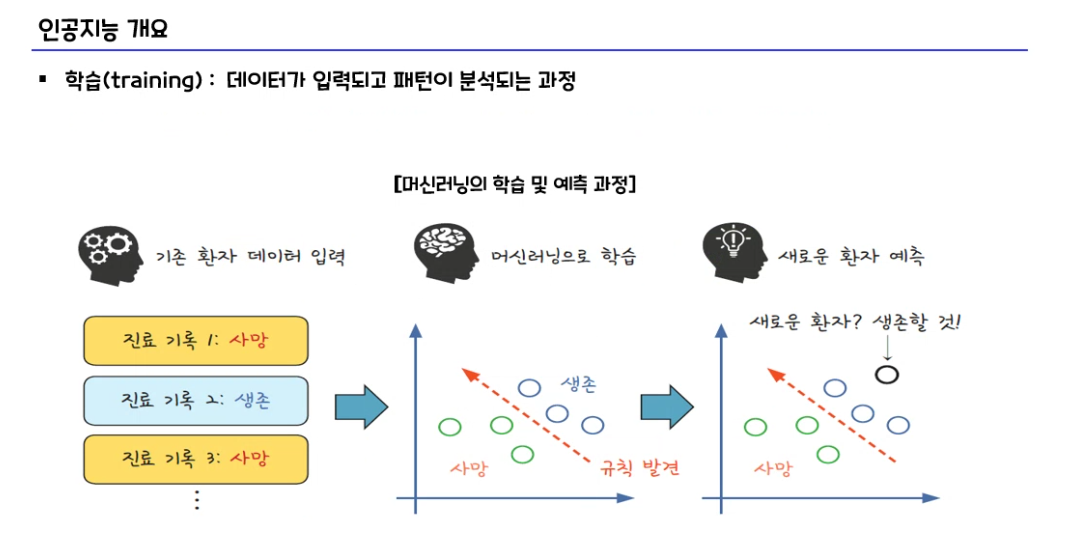 인공지능 개요
▪ 학습(training) : 데이터가 입력되고 패턴이 분석되는 과정
[머신러닝의 학습 및 예측 과정]
기존 환자 데이터 입력
진료 기록 1: 사망
진료 기록 2: 생존
진료 기록 3: 사망
⋮
머신러닝으로 학습
생존
사망
규칙 발견
새로운 환자 예측
새로운 환자? 생존할 것!
사망